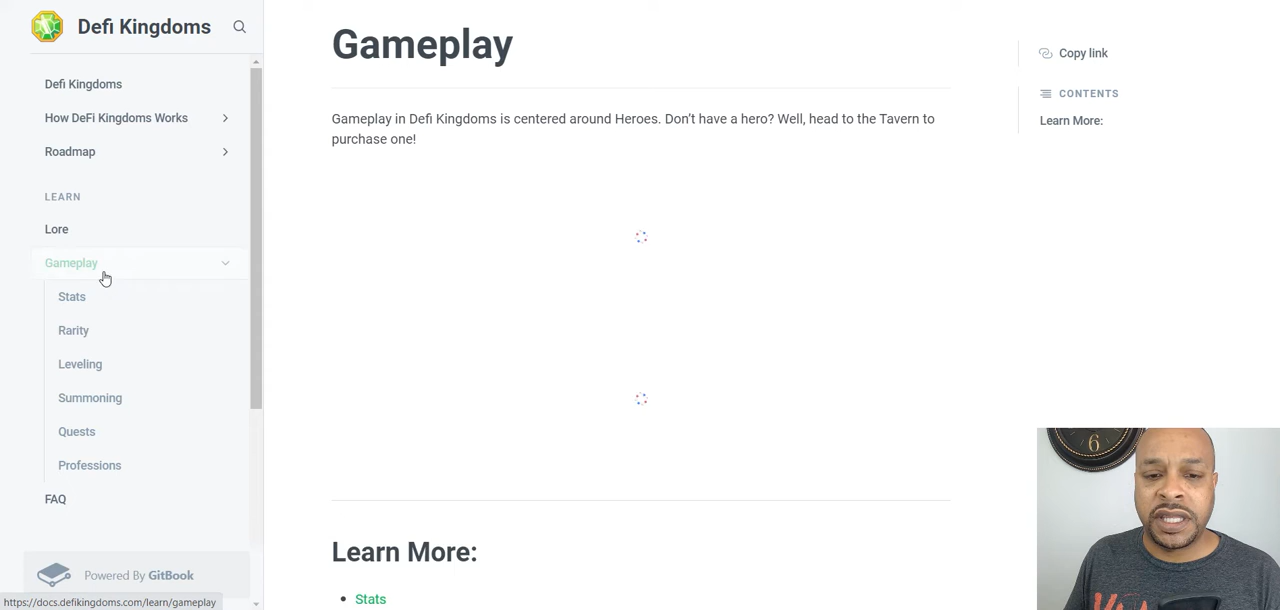 Defi Kingdoms
Defi Kingdoms
How DeFi Kingdoms Works
Roadmap
LEARN
Lore
Gameplay
Stats
Rarity
Leveling
Summoning
Quests
Professions
FAQ
Powered By GitBook
https://docs.defikingdoms.com/learn/gameplay
Gameplay
Gameplay in Defi Kingdoms is centered around Heroes. Don't have a hero? Well, head to the Tavern to
purchase one!
Learn More:
Stats
Copy link
CONTENTS
Learn More:
6